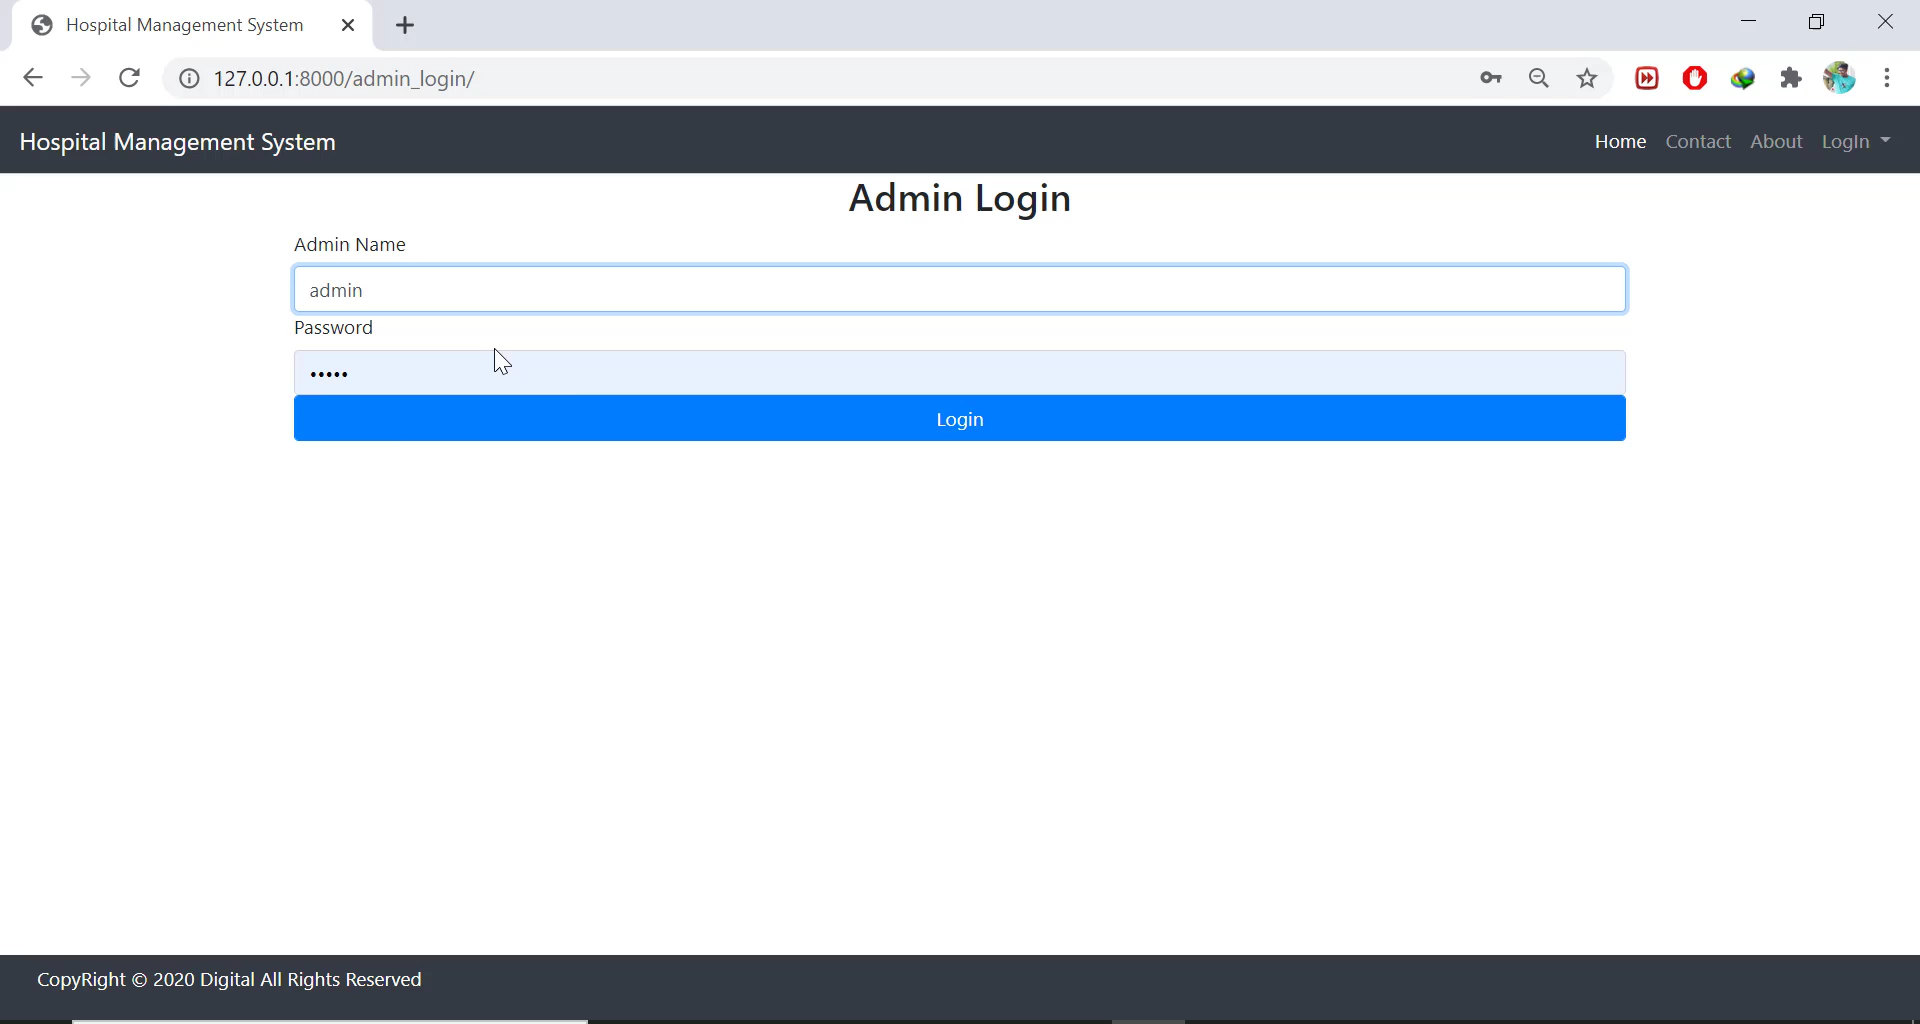 Hospital Management System
127.0.0.1:8000/admin_login/
Hospital Management System
Home Contact About LogIn
Admin Login
Admin Name
admin
Password
•••••
Login
CopyRight © 2020 Digital All Rights Reserved